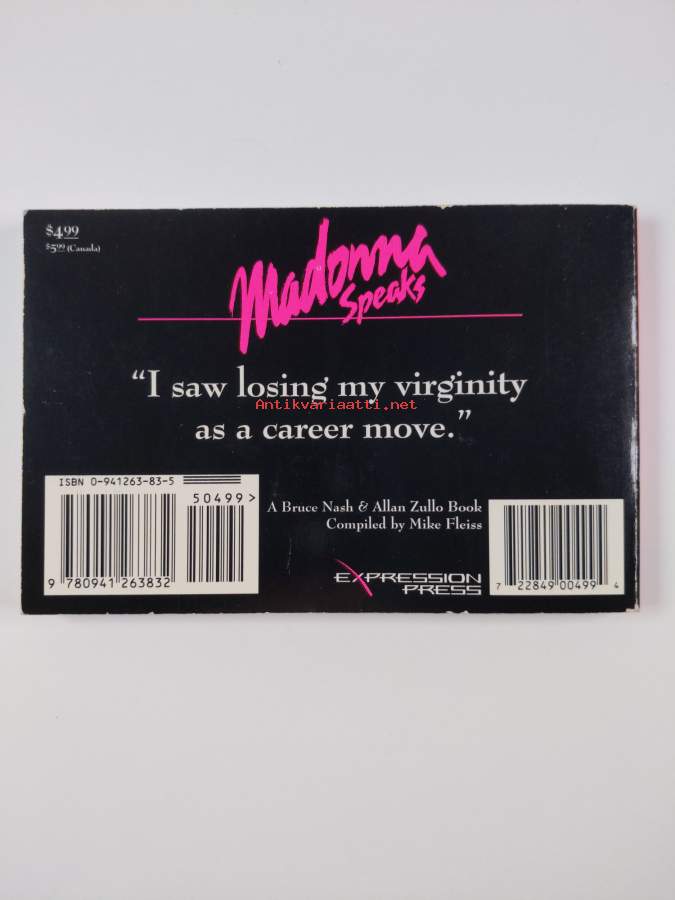 $4.99
$5.99 (Canada)
Madonna
Speaks
“I saw losing my virginity
Antikvariaatti.net
as a career move.”
ISBN 0-941263-83-5
50499>
A Bruce Nash & Allan Zullo Book
Compiled by Mike Fleiss
EXPRESSION
PRESS
9 780941 263832
7 22849 00499 4